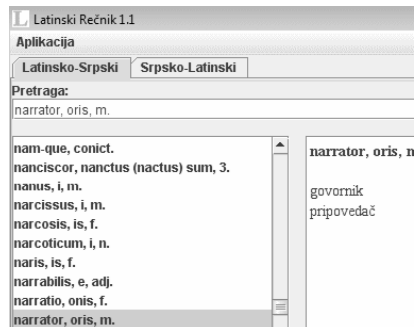 Latinski Rečnik 1.1
Aplikacija
Latinsko-Srpski Srpsko-Latinski
Pretraga:
narrator, oris, m.
nam-que, conict.
nanciscor, nanctus (nactus) sum, 3.
nanus, i, m.
narcissus, i, m.
narcosis, is, f.
narcoticum, i, n.
naris, is, f.
narrabilis, e, adj.
narratio, onis, f.
narrator, oris, m.
narrator, oris,
govornik
pripovedač